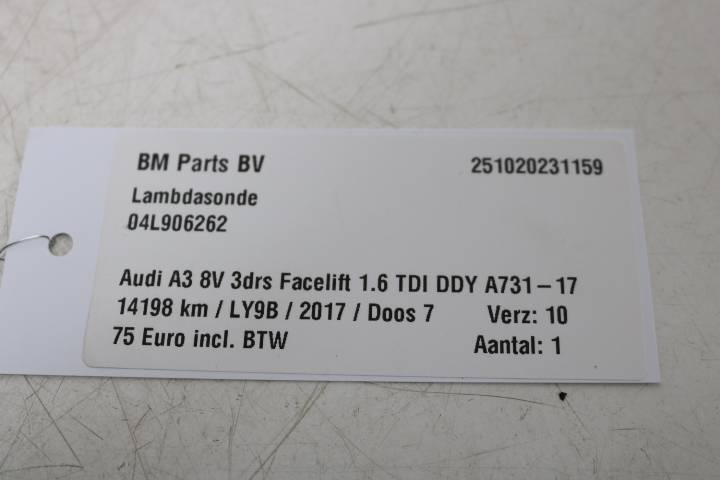 BM Parts BV 251020231159
Lambdasonde
04L906262
Audi A3 8V 3drs Facelift 1.6 TDI DDY A731-17
14198 km / LY9B / 2017 / Doos 7 Verz: 10
75 Euro incl. BTW Aantal: 1